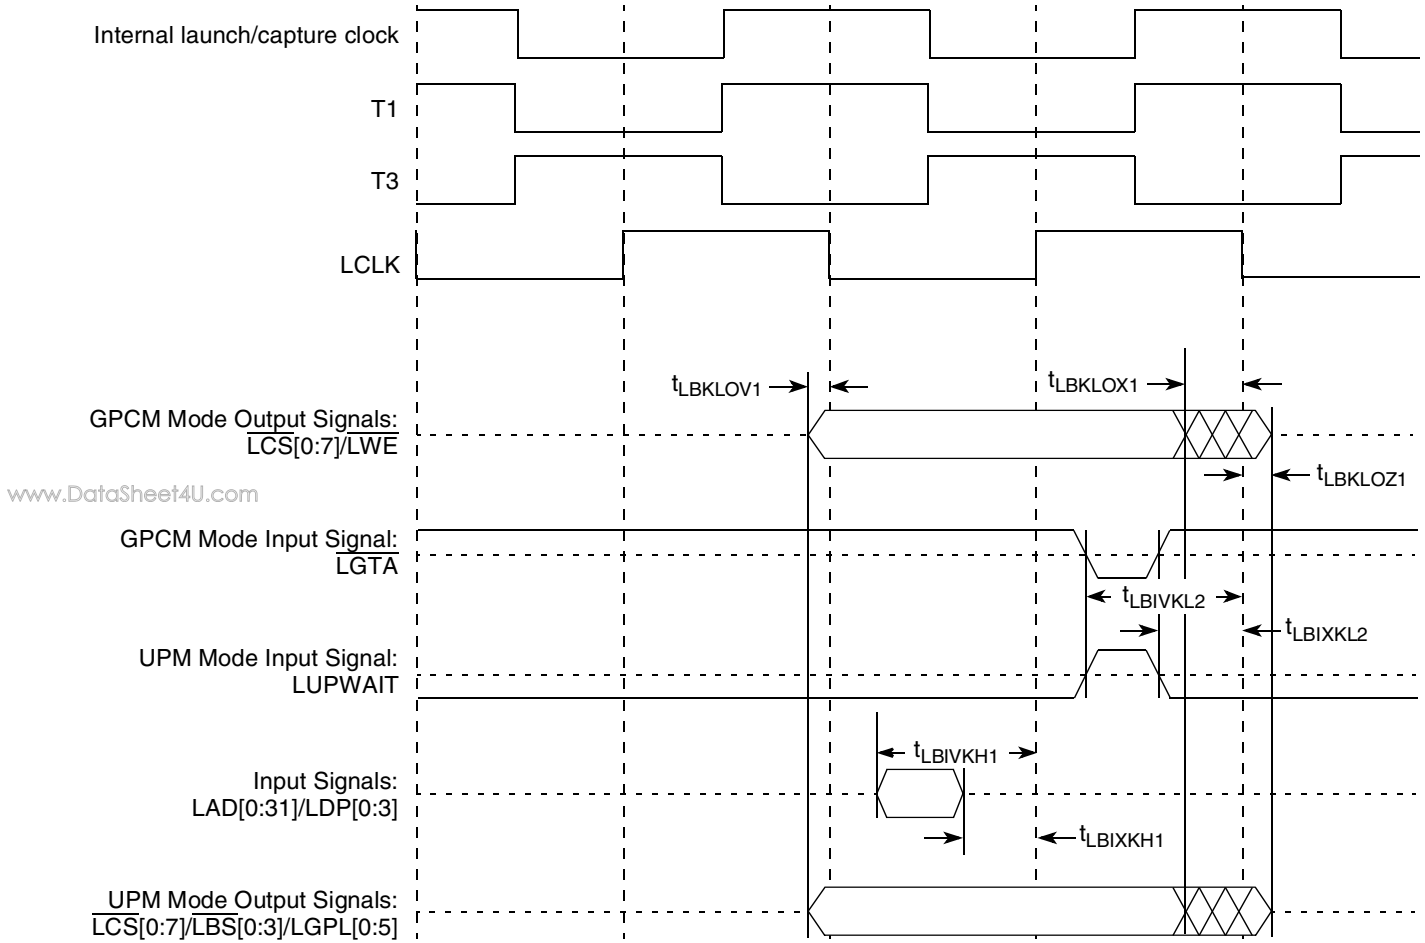 Internal launch/capture clock
T1
T3
LCLK
tLBKLOV1
tLBKLOX1
GPCM Mode Output Signals:
LCS[0:7]/LWE
tLBKLOZ1
www.DataSheet4U.com
GPCM Mode Input Signal:
LGTA
tLBIVKL2
tLBIXKL2
UPM Mode Input Signal:
LUPWAIT
tLBIVKH1
Input Signals:
LAD[0:31]/LDP[0:3]
tLBIXKH1
UPM Mode Output Signals:
LCS[0:7]/LBS[0:3]/LGPL[0:5]